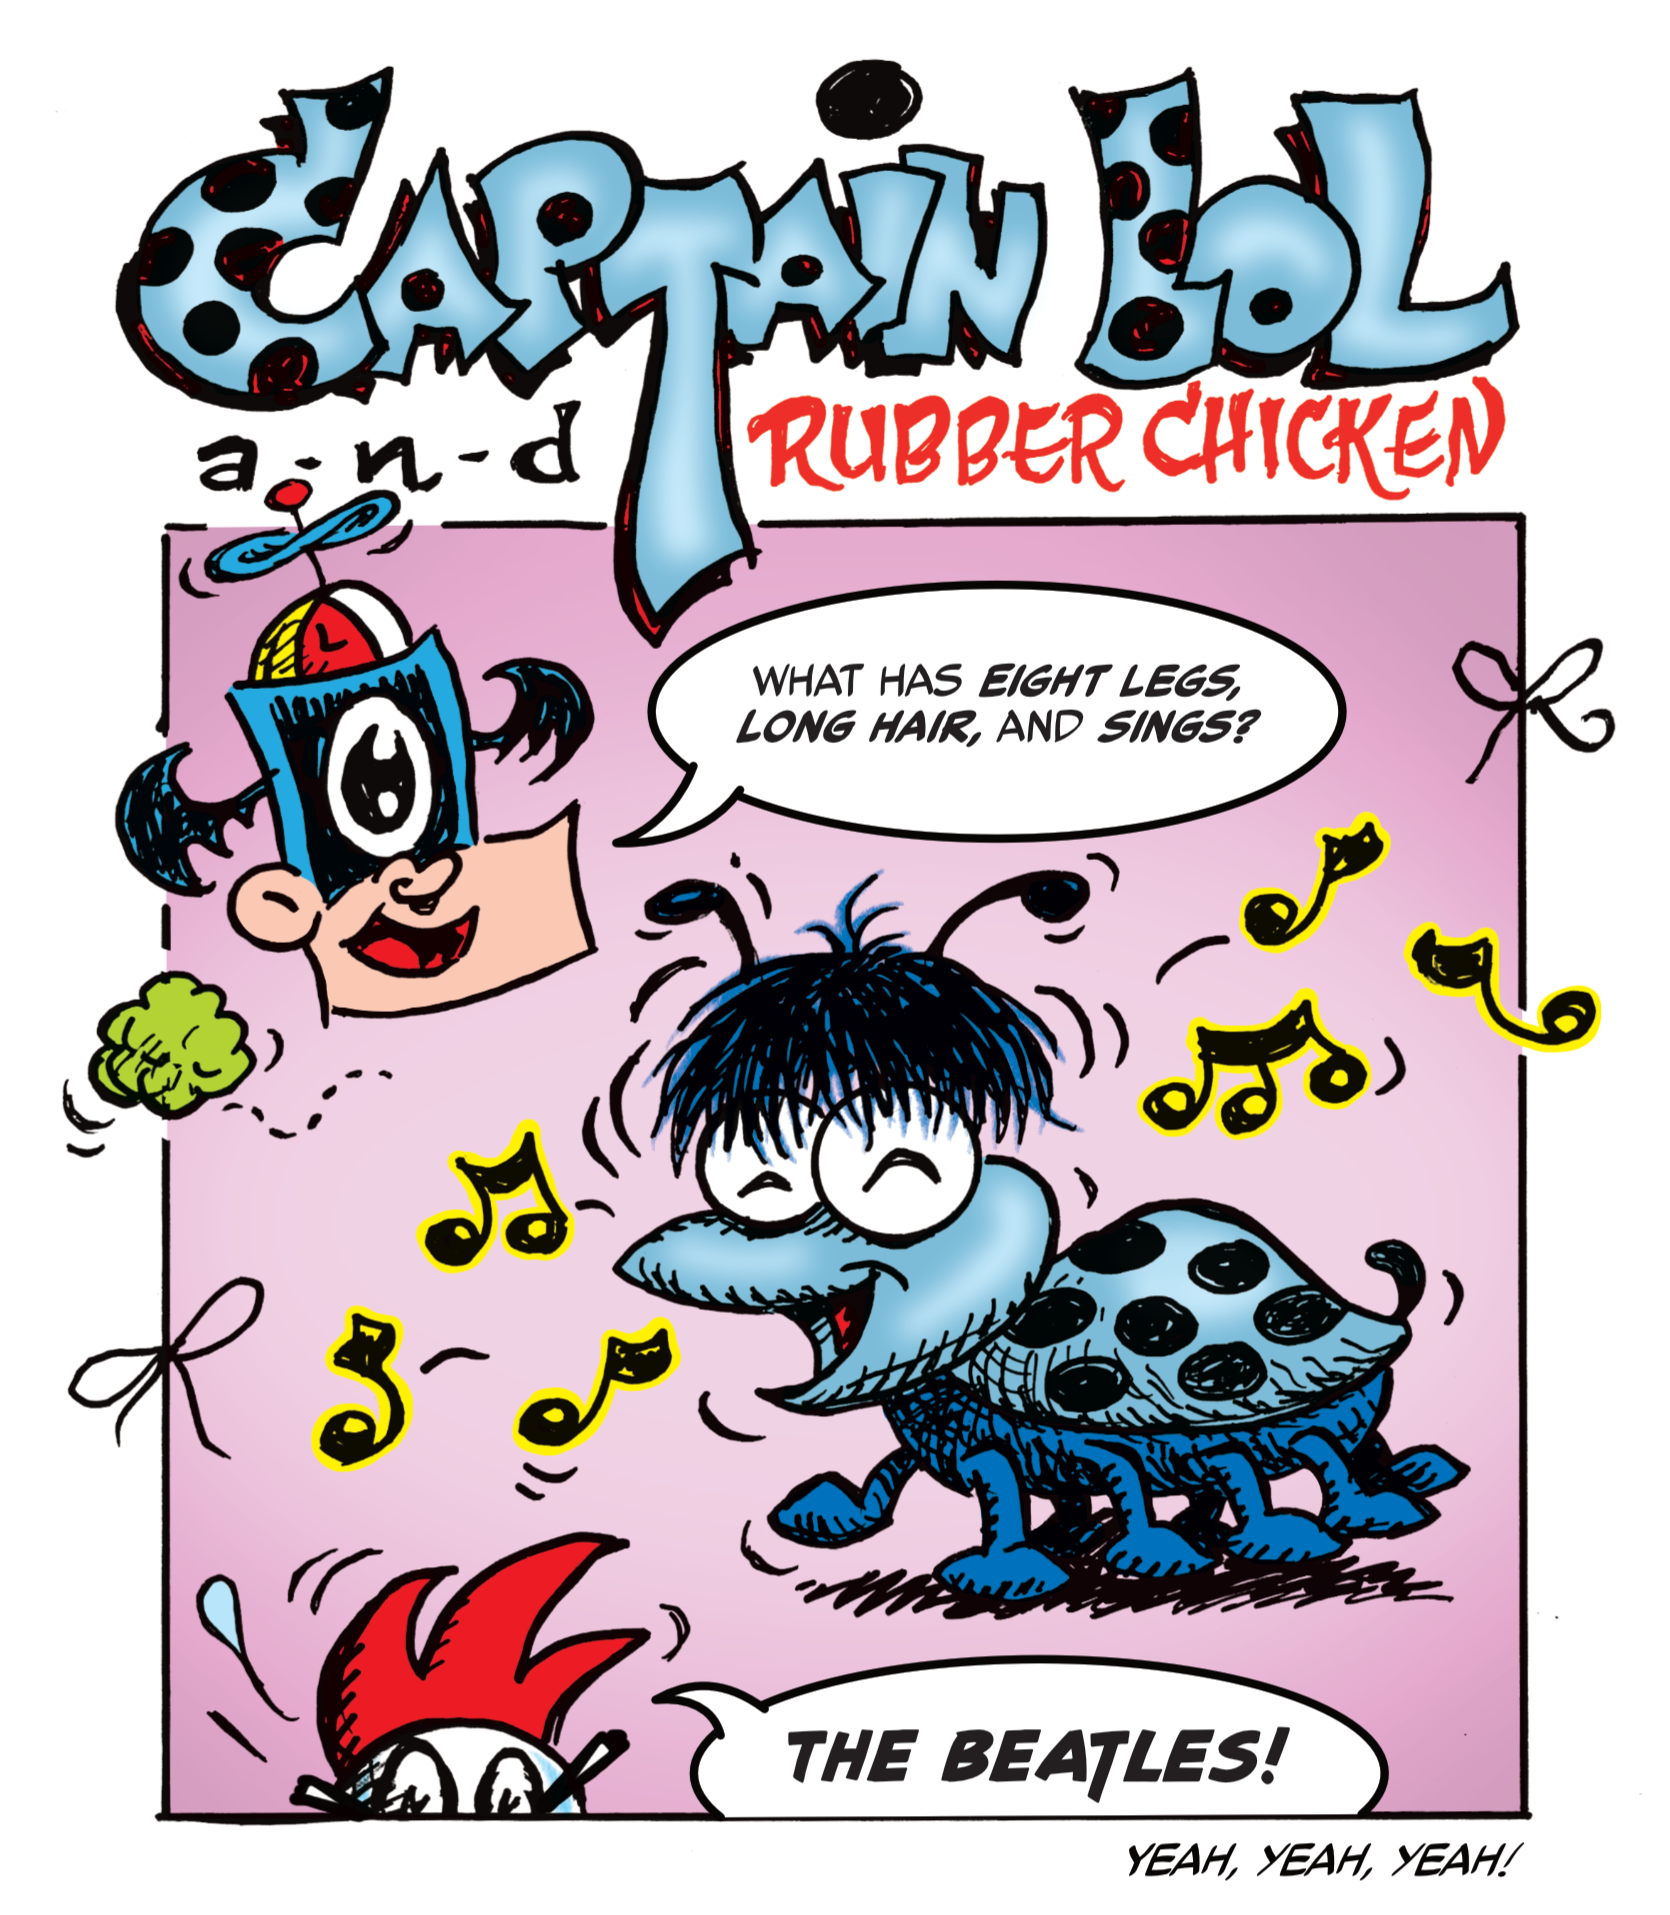 CAPTAIN LOL
a-n-d RUBBER CHICKEN
L
WHAT HAS EIGHT LEGS,
LONG HAIR, AND SINGS?
THE BEATLES!
YEAH, YEAH, YEAH!